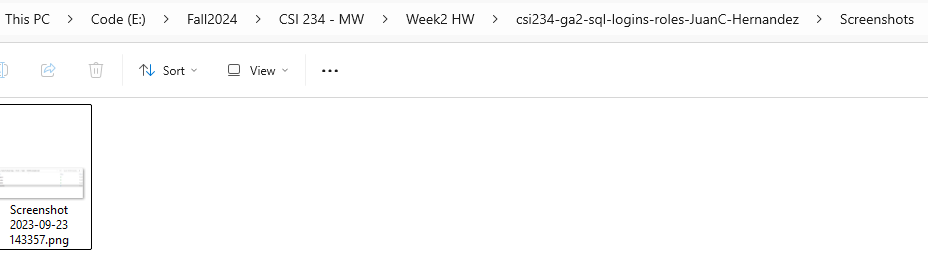 This PC > Code (E:) > Fall2024 > CSI 234 - MW > Week2 HW > csi234-ga2-sql-logins-roles-JuanC-Hernandez > Screenshots
Sort View ...
Screenshot
2023-09-23
143357.png